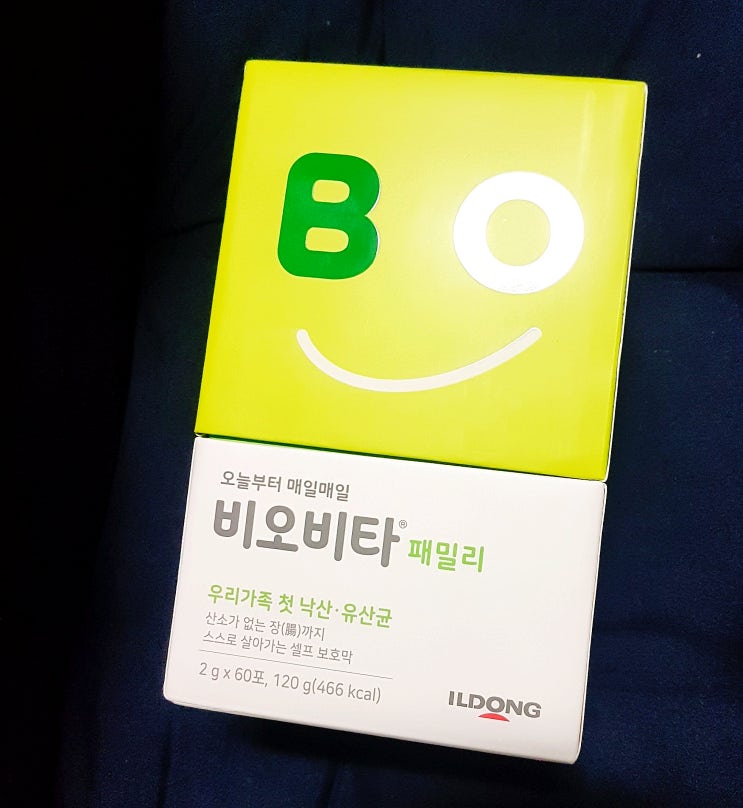 B O
오늘부터 매일매일
비오비타® 패밀리
우리가족 첫 낙산·유산균
산소가 없는 장(腸)까지
스스로 살아가는 셀프 보호막
2 g x 60포, 120 g(466 kcal)
ILDONG